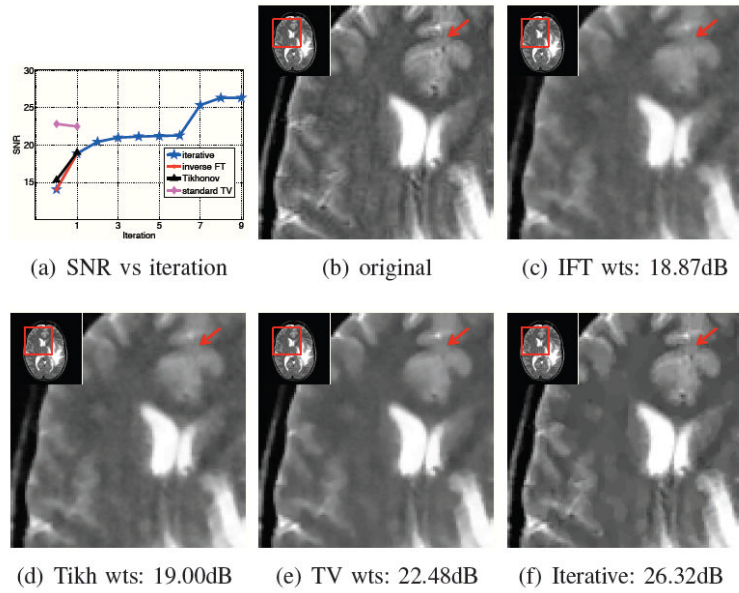 30
25
20
15
SNR
iterative
inverse FT
Tikhonov
standard TV
1 3 5 7 9
Iteration
(a) SNR vs iteration
(b) original
(c) IFT wts: 18.87dB
(d) Tikh wts: 19.00dB
(e) TV wts: 22.48dB
(f) Iterative: 26.32dB